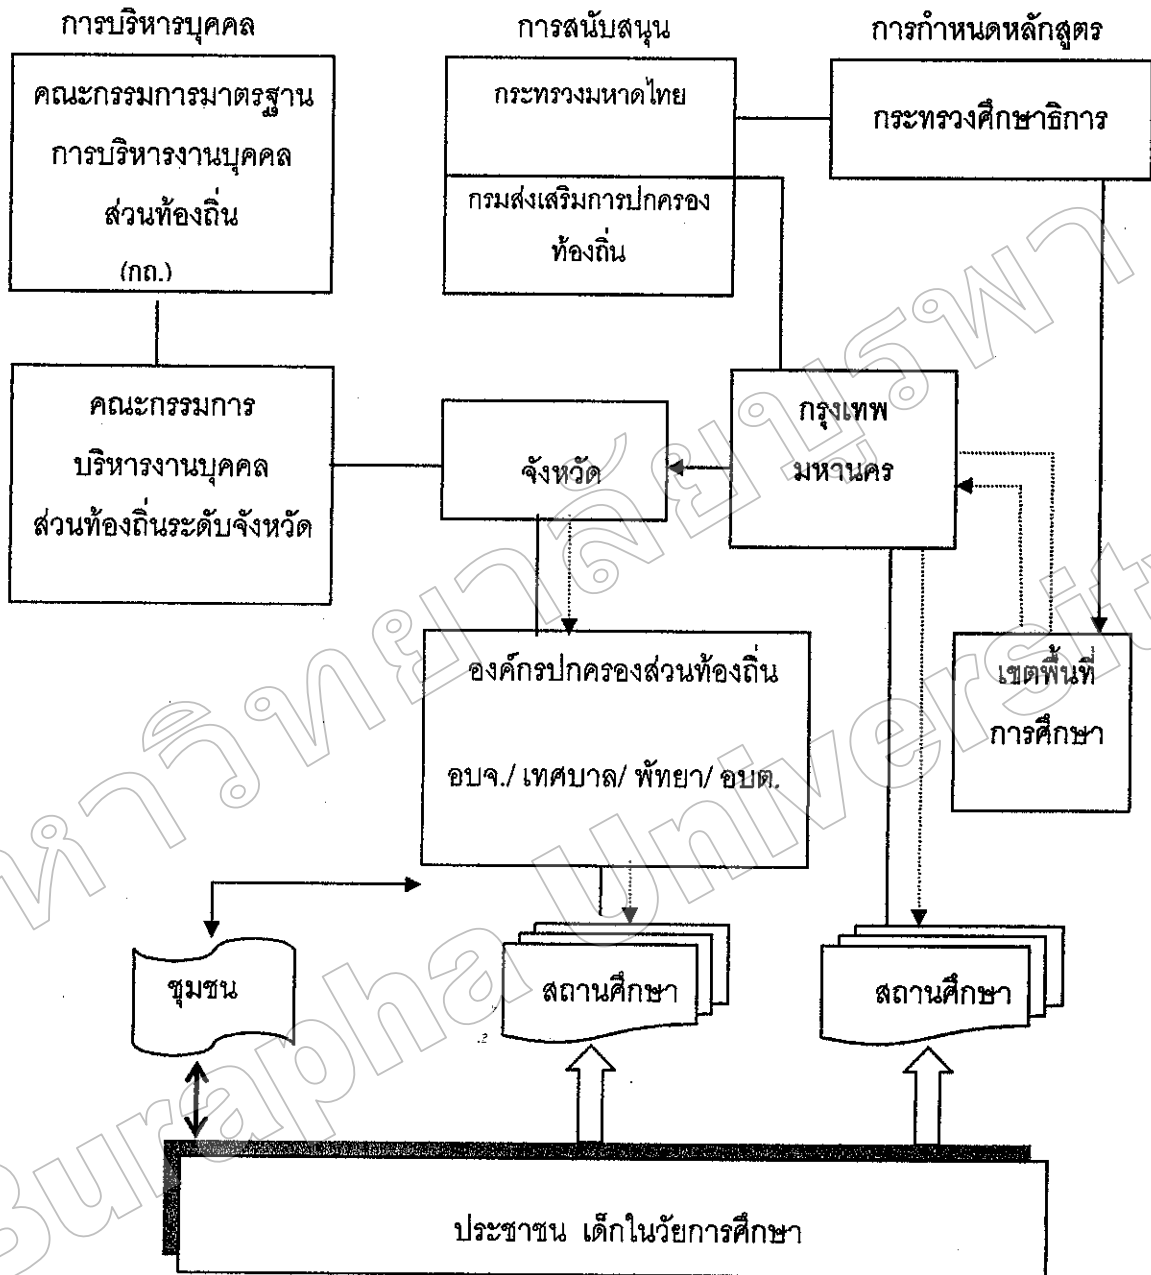 การบริหารบุคคล
การสนับสนุน
การกำหนดหลักสูตร
คณะกรรมการมาตรฐาน
การบริหารงานบุคคล
ส่วนท้องถิ่น
(กถ.)
กระทรวงมหาดไทย
กรมส่งเสริมการปกครอง
ท้องถิ่น
กระทรวงศึกษาธิการ
คณะกรรมการ
บริหารงานบุคคล
ส่วนท้องถิ่นระดับจังหวัด
จังหวัด
กรุงเทพ
มหานคร
องค์กรปกครองส่วนท้องถิ่น
อบจ./ เทศบาล/ พัทยา/ อบต.
เขตพื้นที่
การศึกษา
ชุมชน
สถานศึกษา
สถานศึกษา
ประชาชน เด็กในวัยการศึกษา
หาวิทยาลัยบูรพา
Burapha University